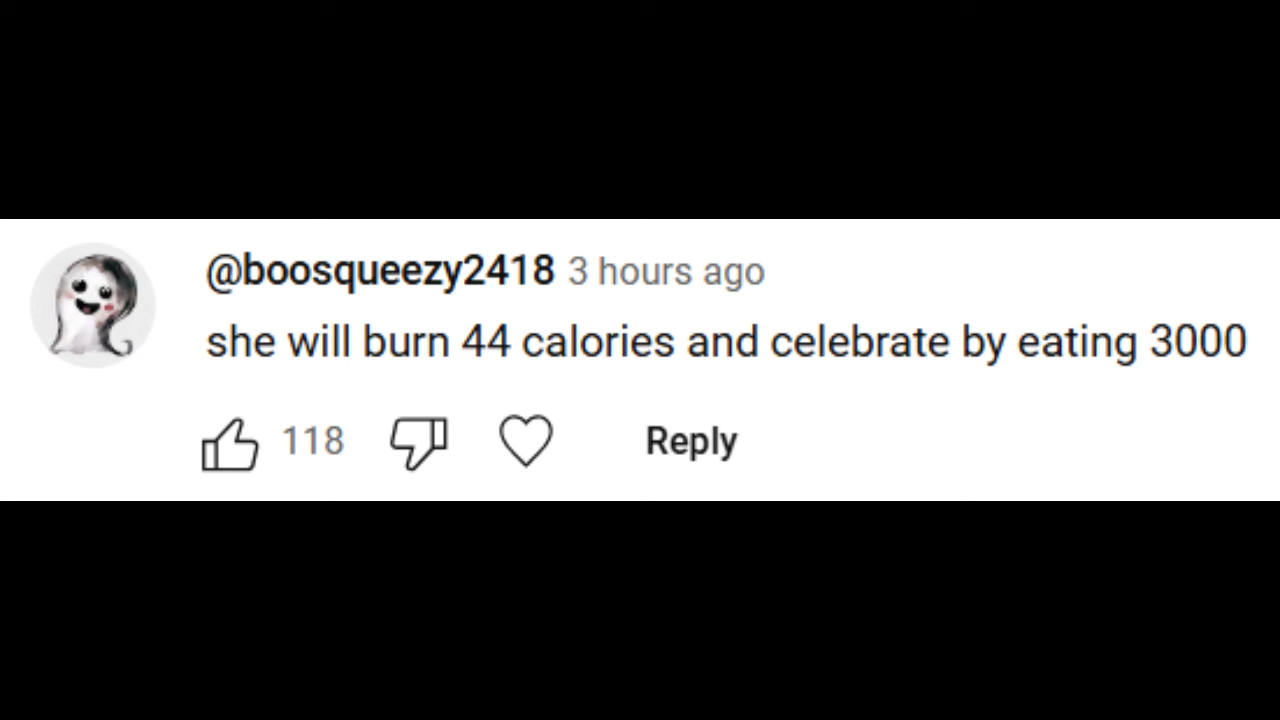 @boosqueezy2418 3 hours ago
she will burn 44 calories and celebrate by eating 3000
118 Reply